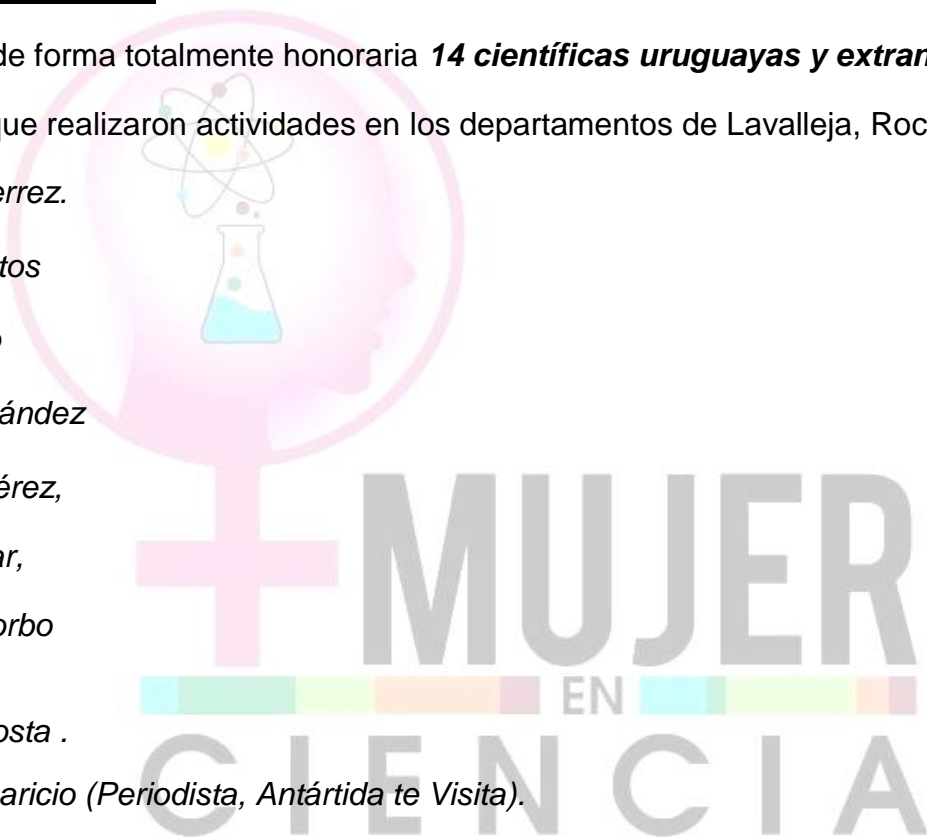 de forma totalmente honoraria 14 científicas uruguayas y extran
que realizaron actividades en los departamentos de Lavalleja, Roc
errez.
tos
ández
érez,
ar,
orbo
osta .
aricio (Periodista, Antártida te Visita).
MUJER
EN
CIENCIA